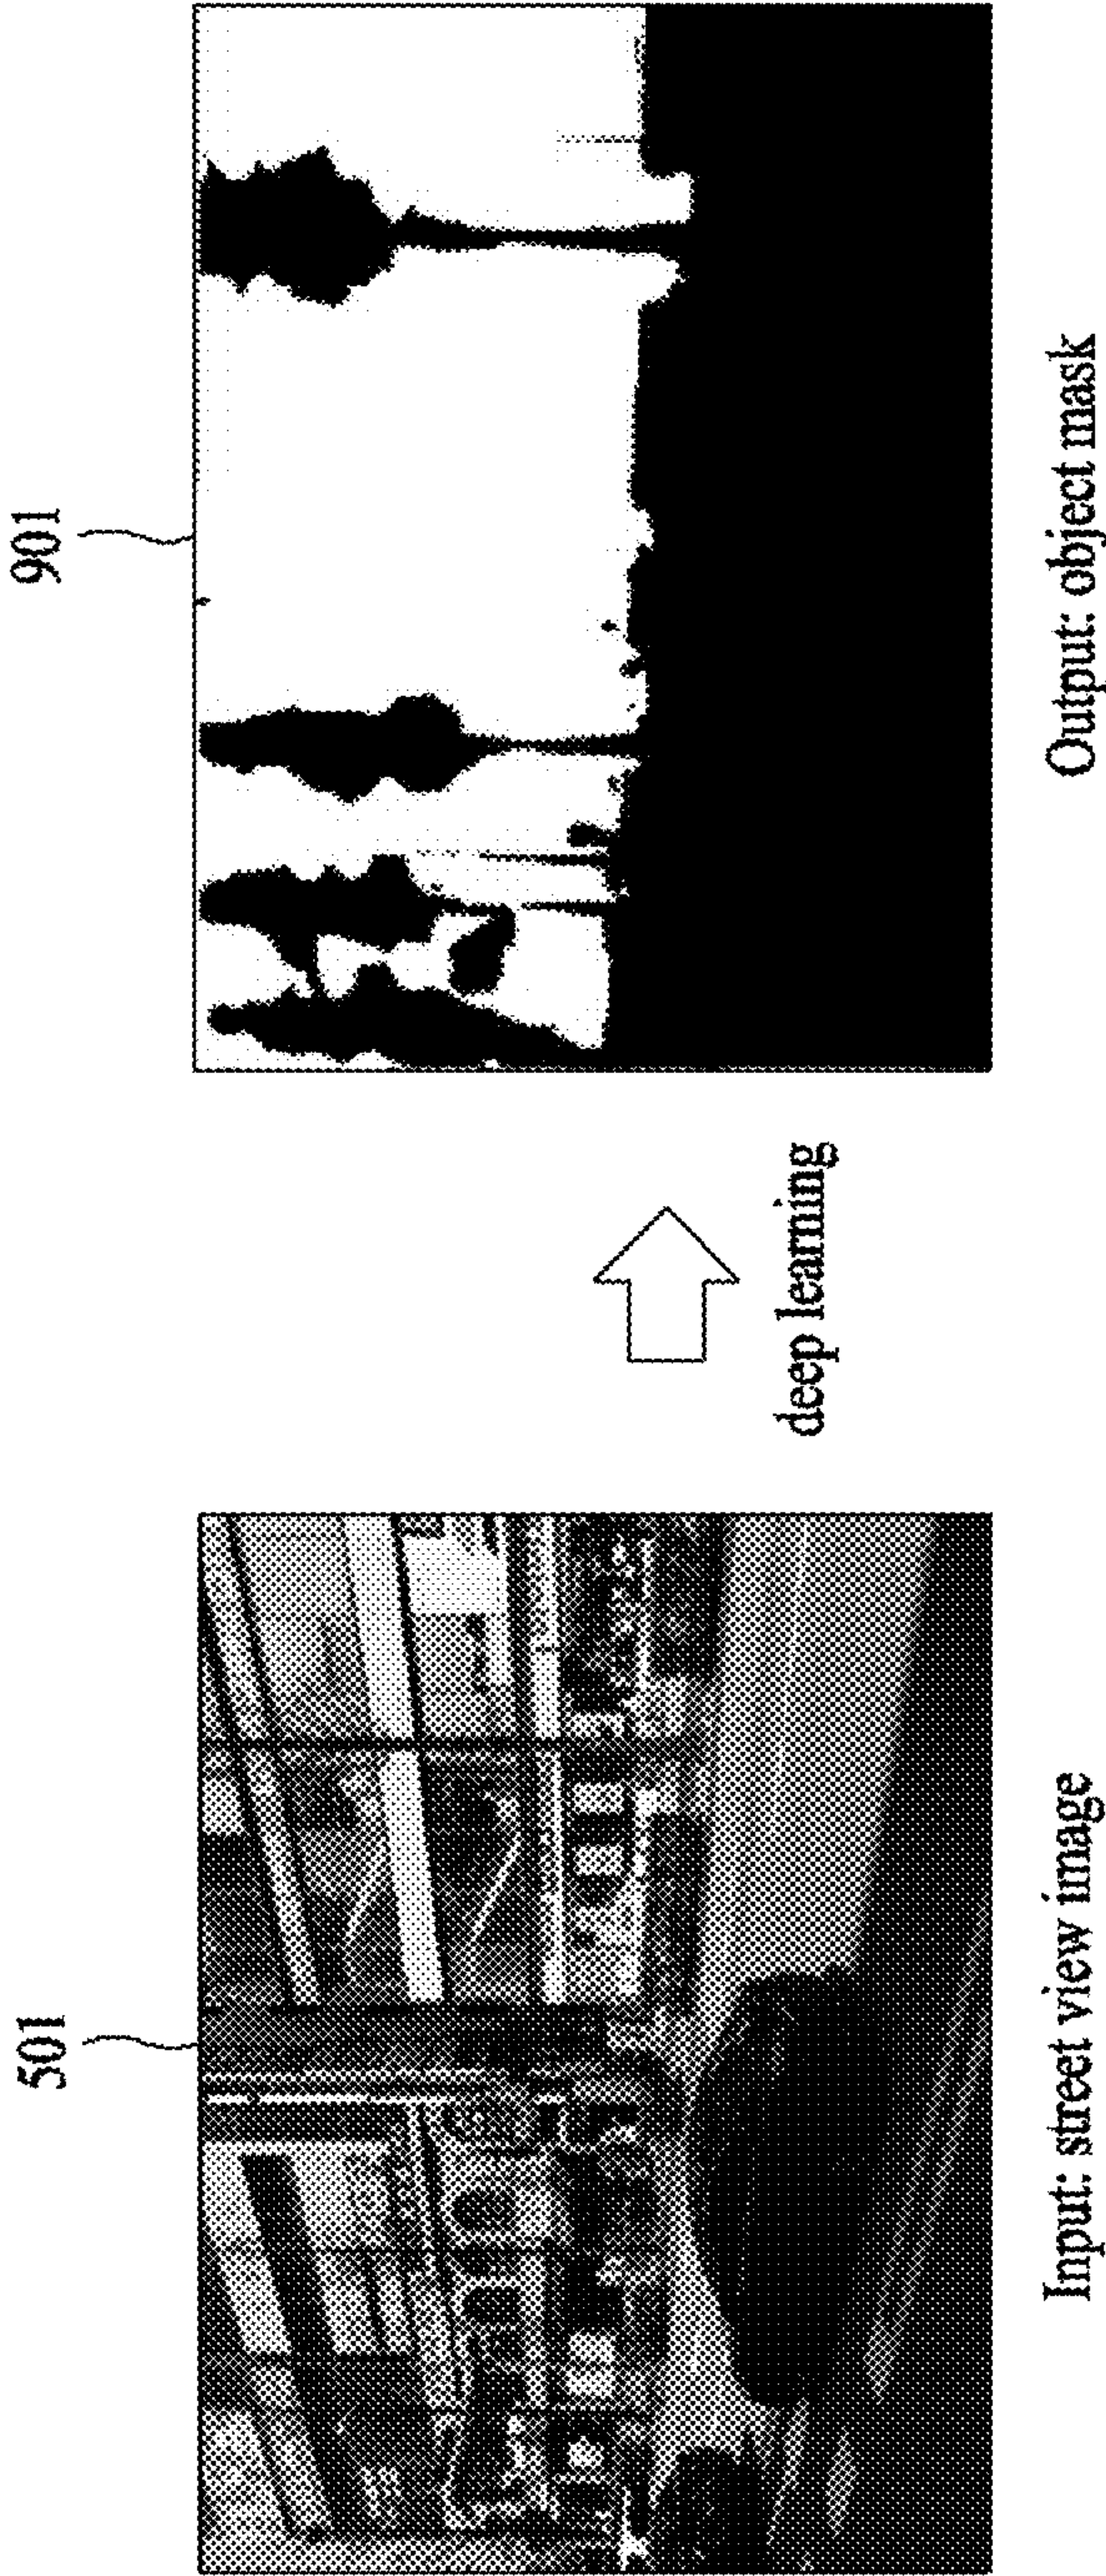 501
Input: street view image
deep learning
901
Output: object mask